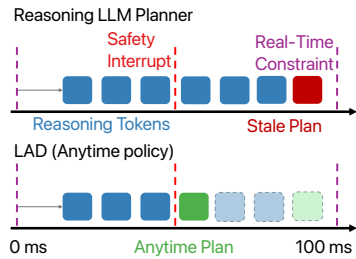 Reasoning LLM Planner
Safety
Interrupt
Real-Time
Constraint
Reasoning Tokens
Stale Plan
LAD (Anytime policy)
0 ms
Anytime Plan
100 ms